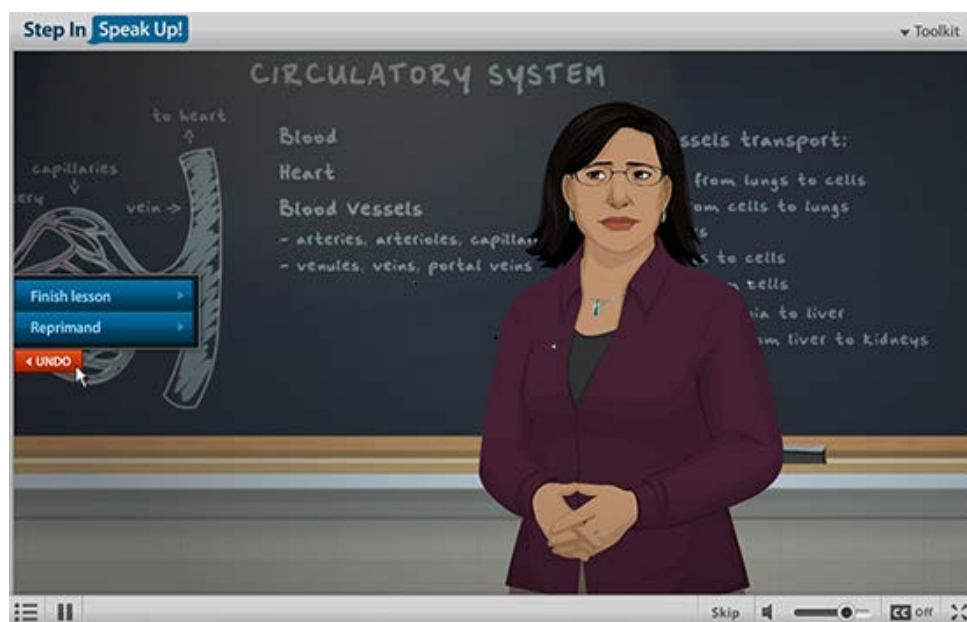 Step In Speak Up!
Toolkit
CIRCULATORY SYSTEM
to heart
capillaries
ery
vein
Blood
Heart
Blood Vessels
- arteries, arterioles, capillar
- venules, veins, portal veins
ssels transport:
from lungs to cells
om cells to lungs
s
s to cells
cells
ia to liver
om liver to kidneys
Finish lesson
Reprimand
UNDO
Skip
CC Off